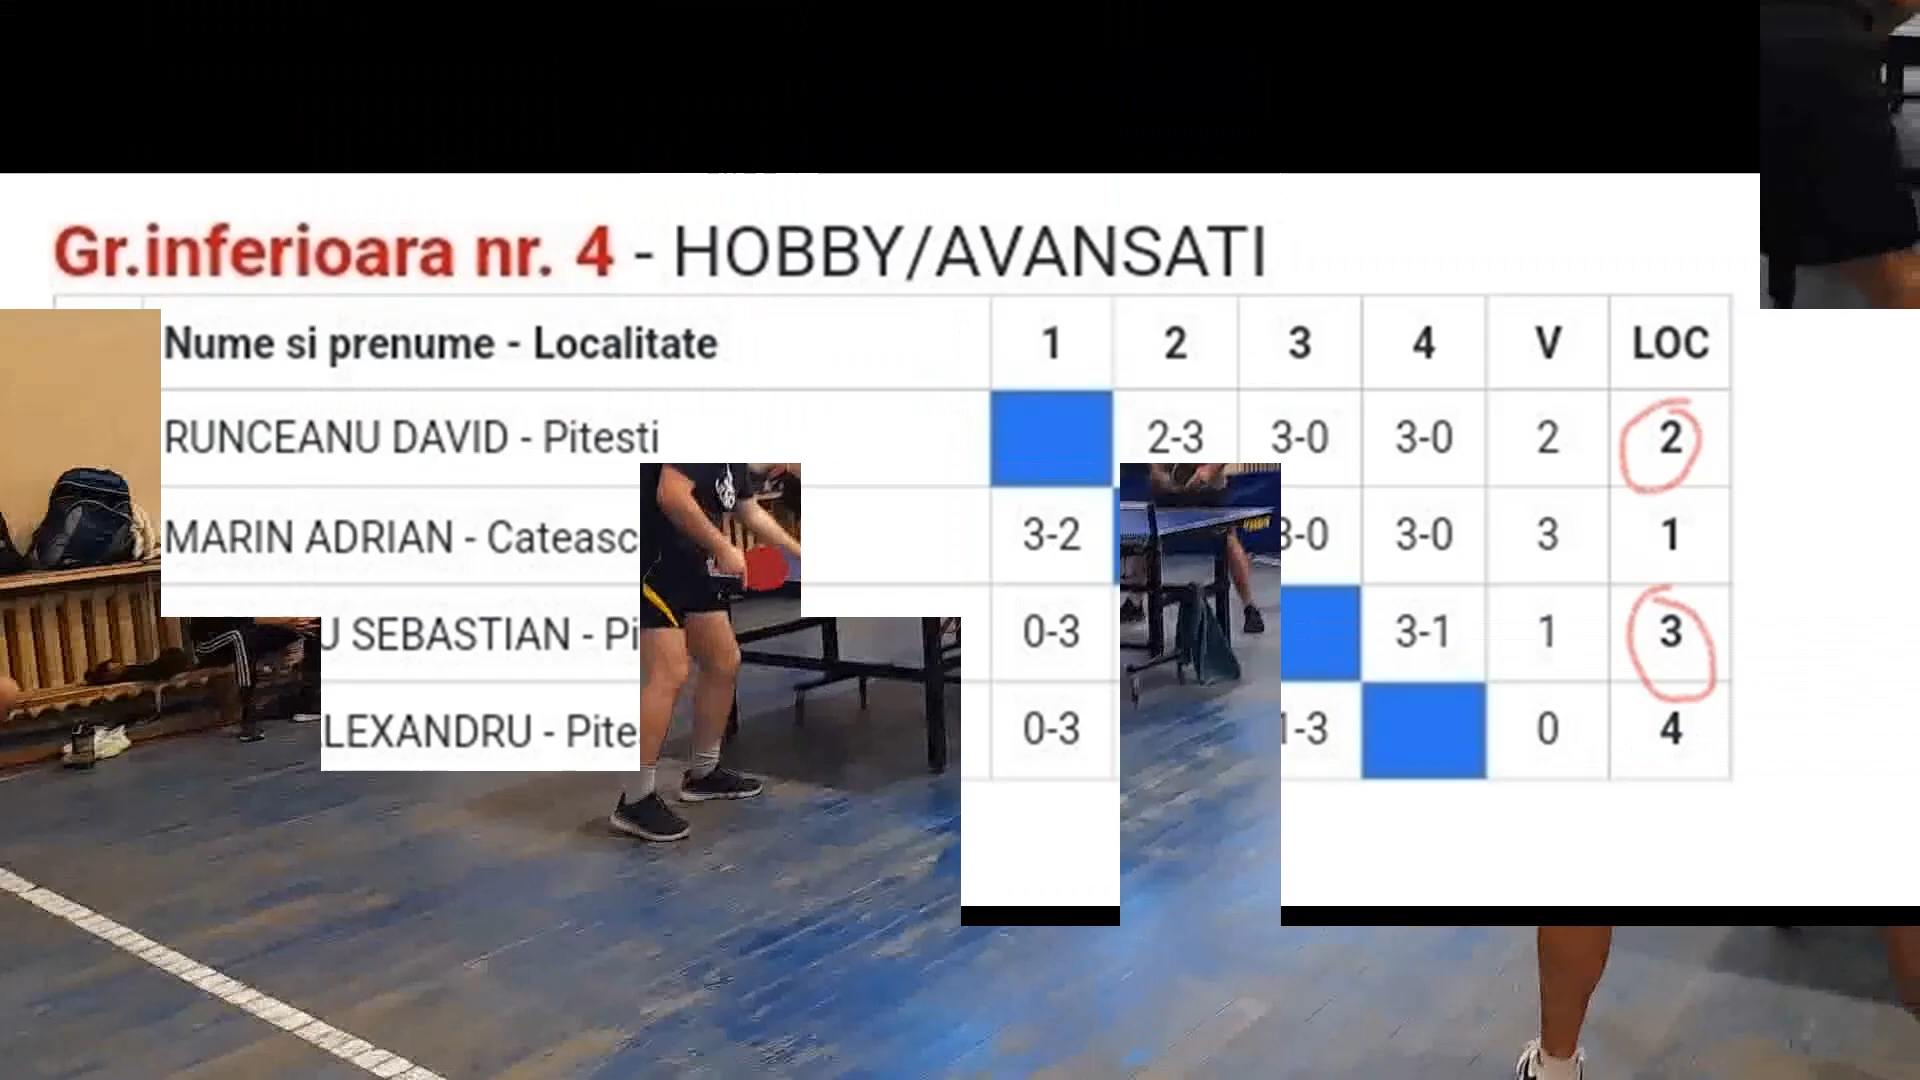 Gr.inferioara nr. 4 - HOBBY/AVANSATI
Nume si prenume - Localitate 1 2 3 4 V LOC
RUNCEANU DAVID - Pitesti 2-3 3-0 3-0 2 2
MARIN ADRIAN - Cateasc 3-2 3-0 3-0 3 1
SEBASTIAN - Pi 0-3 3-1 1 3
LEXANDRU - Pite 0-3 1-3 0 4